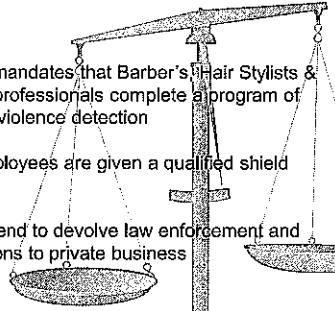 mandates that Barber's, Hair Stylists &
professionals complete a program of
violence detection
ployees are given a qualified shield
end to devolve law enforcement and
ons to private business